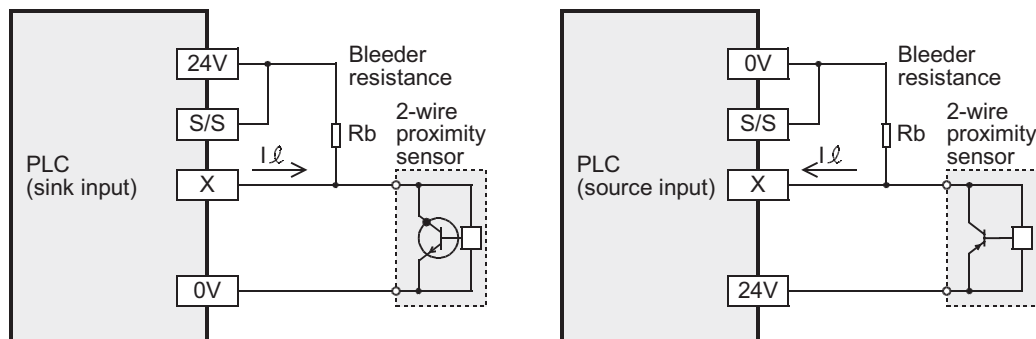 24V
Bleeder
resistance
S/S
2-wire
proximity
sensor
Rb
PLC
(sink input)
Iℓ
X
0V
0V
Bleeder
resistance
S/S
2-wire
proximity
sensor
Rb
PLC
(source input)
Iℓ
X
24V